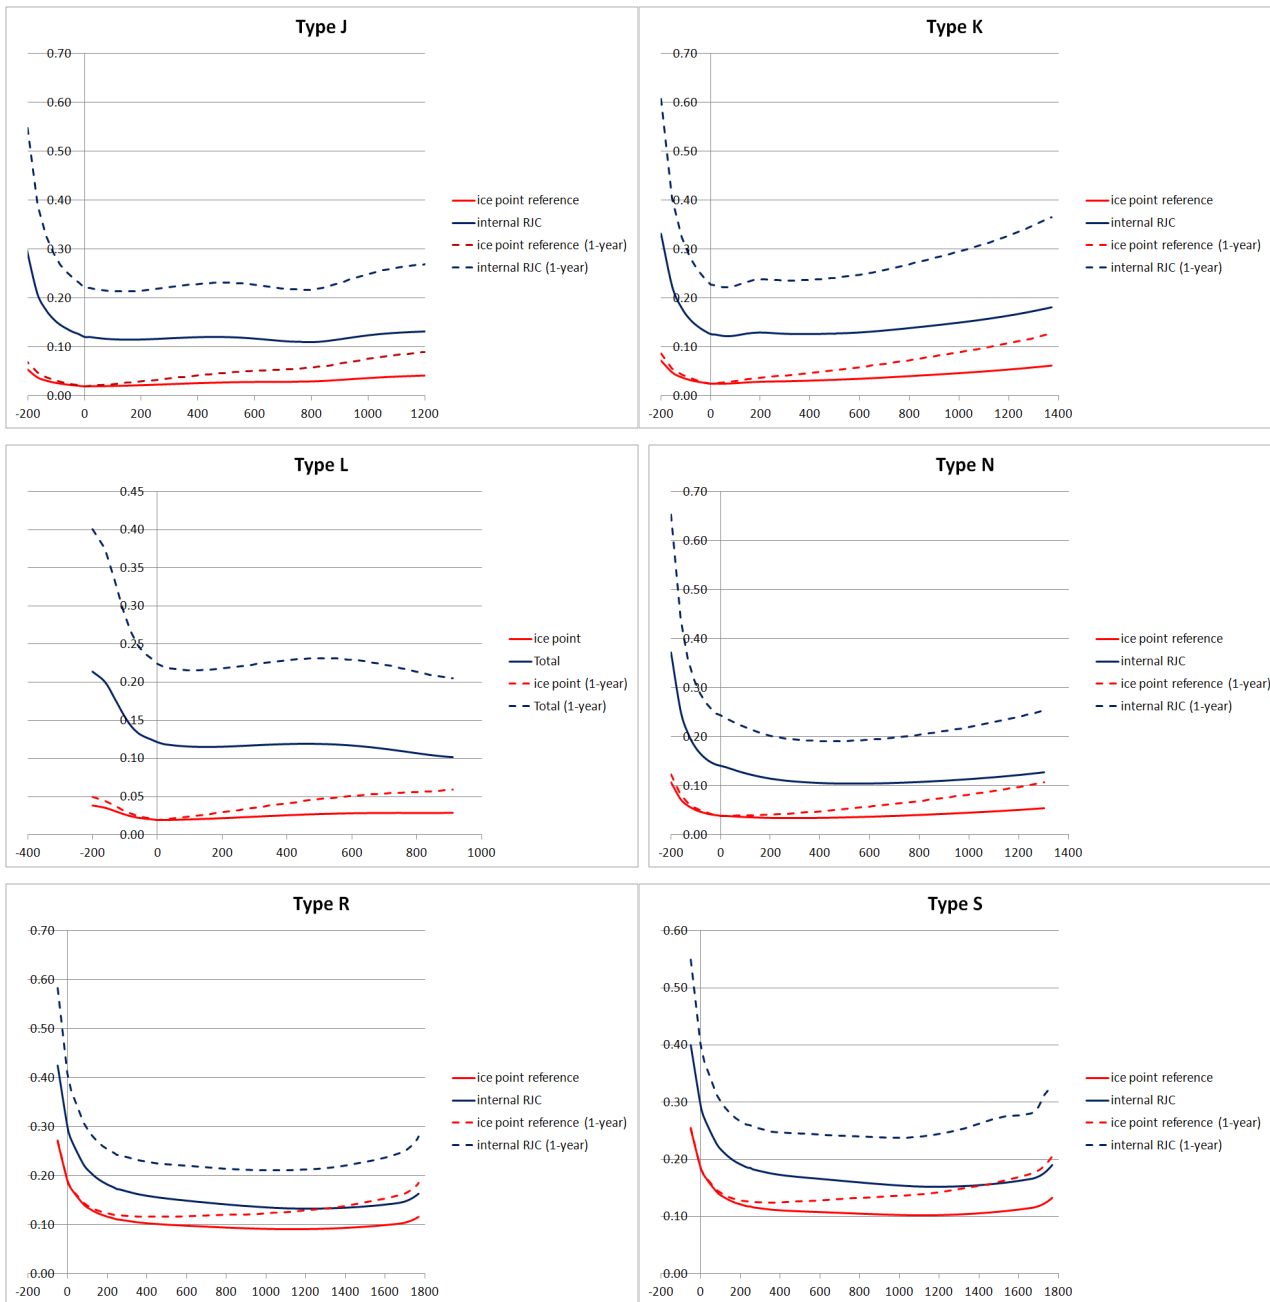 Type J
0.70
0.60
0.50
0.40
0.30
0.20
0.10
0.00
-200 0 200 400 600 800 1000 1200
ice point reference
internal RJC
ice point reference (1-year)
internal RJC (1-year)
Type K
0.70
0.60
0.50
0.40
0.30
0.20
0.10
0.00
-200 0 200 400 600 800 1000 1200 1400
ice point reference
internal RJC
ice point reference (1-year)
internal RJC (1-year)
Type L
0.45
0.40
0.35
0.30
0.25
0.20
0.15
0.10
0.05
0.00
-400 -200 0 200 400 600 800 1000
ice point
Total
ice point (1-year)
Total (1-year)
Type N
0.70
0.60
0.50
0.40
0.30
0.20
0.10
0.00
-200 0 200 400 600 800 1000 1200 1400
ice point reference
internal RJC
ice point reference (1-year)
internal RJC (1-year)
Type R
0.70
0.60
0.50
0.40
0.30
0.20
0.10
0.00
-200 0 200 400 600 800 1000 1200 1400 1600 1800
ice point reference
internal RJC
ice point reference (1-year)
internal RJC (1-year)
Type S
0.60
0.50
0.40
0.30
0.20
0.10
0.00
-200 0 200 400 600 800 1000 1200 1400 1600 1800
ice point reference
internal RJC
ice point reference (1-year)
internal RJC (1-year)